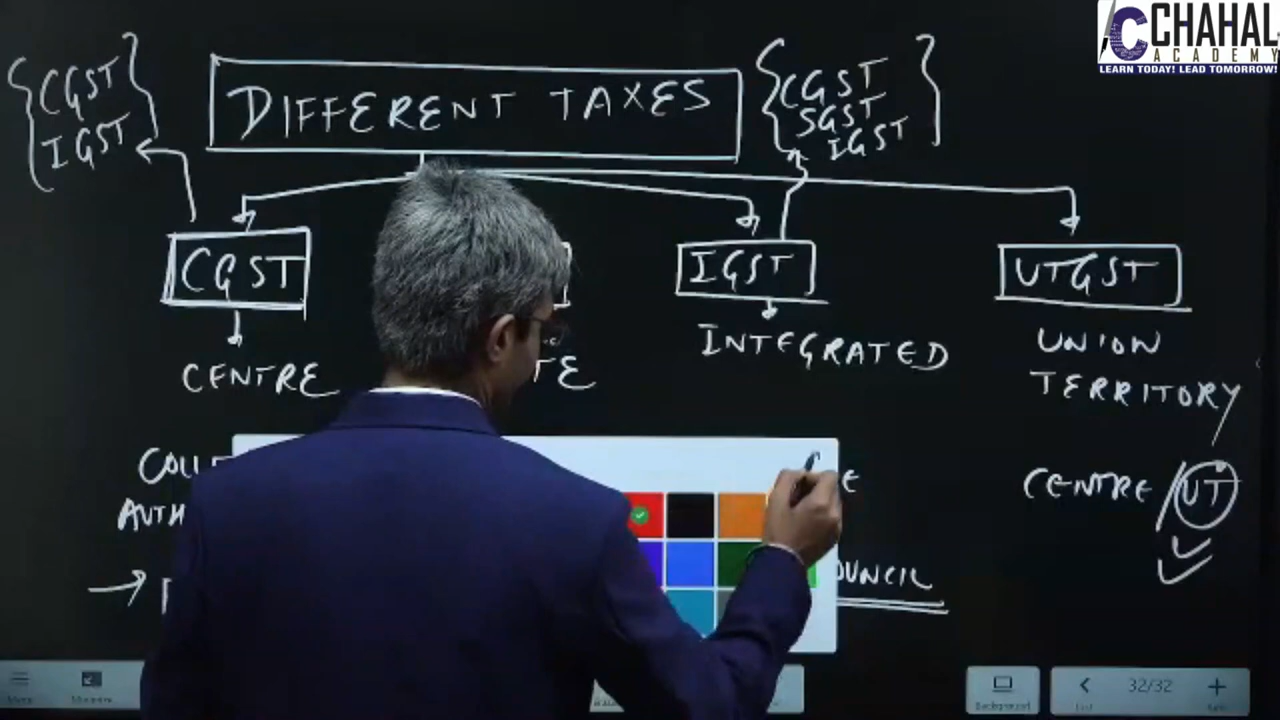 CHAHAL
ACADEMY
LEARN TODAY! LEAD TOMORROW!
CGST
IGST
DIFFERENT TAXES
CGST
SGST
IGST
CGST
IGST
UTGST
CENTRE
INTEGRATED
UNION
TERRITORY
CENTRE / UT
32/32
Background